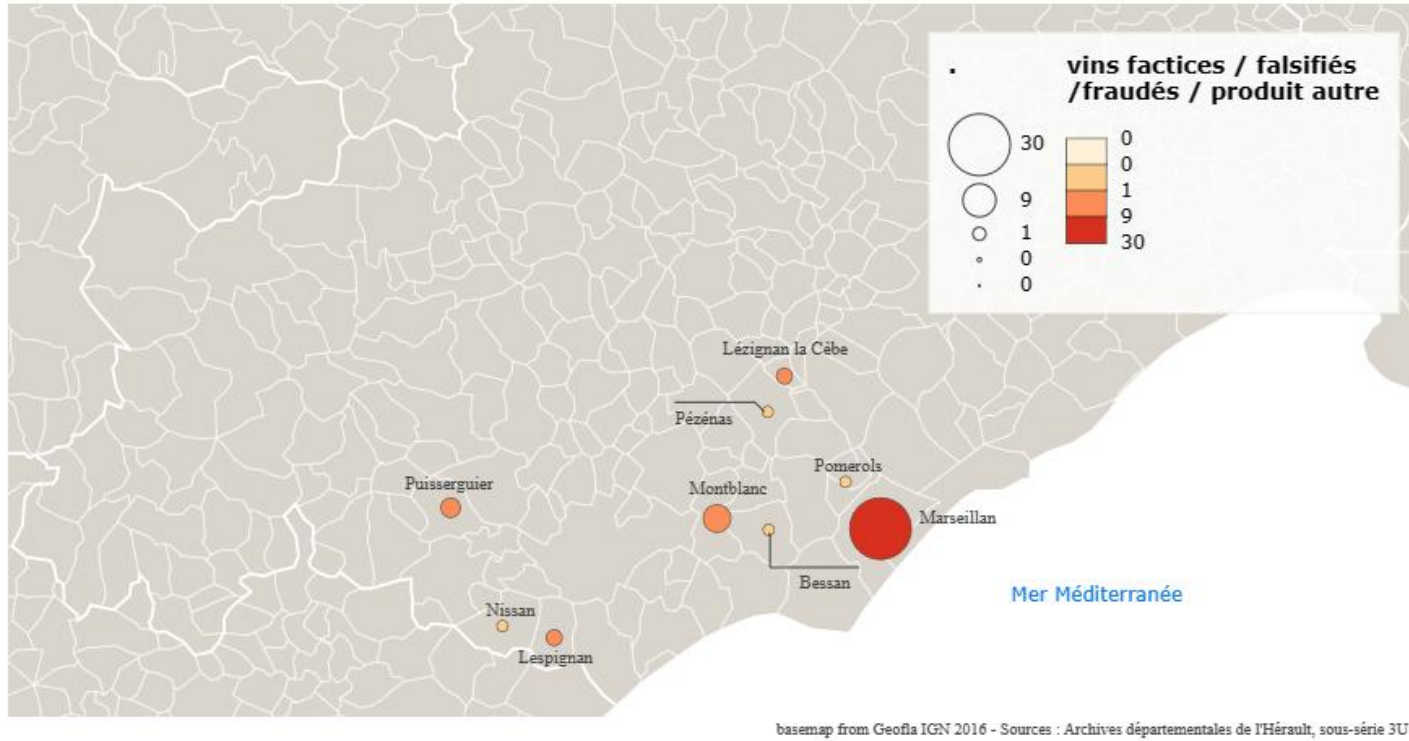 .
vins factices / falsifiés
/fraudés / produit autre
30
9
1
0
0
0
0
1
9
30
Lézignan la Cèbe
Pézénas
Pomerols
Puisserguier
Montblanc
Marseillan
Bessan
Mer Méditerranée
Nissan
Lespignan
basemap from Geofla IGN 2016 - Sources : Archives départementales de l'Hérault, sous-série 3U